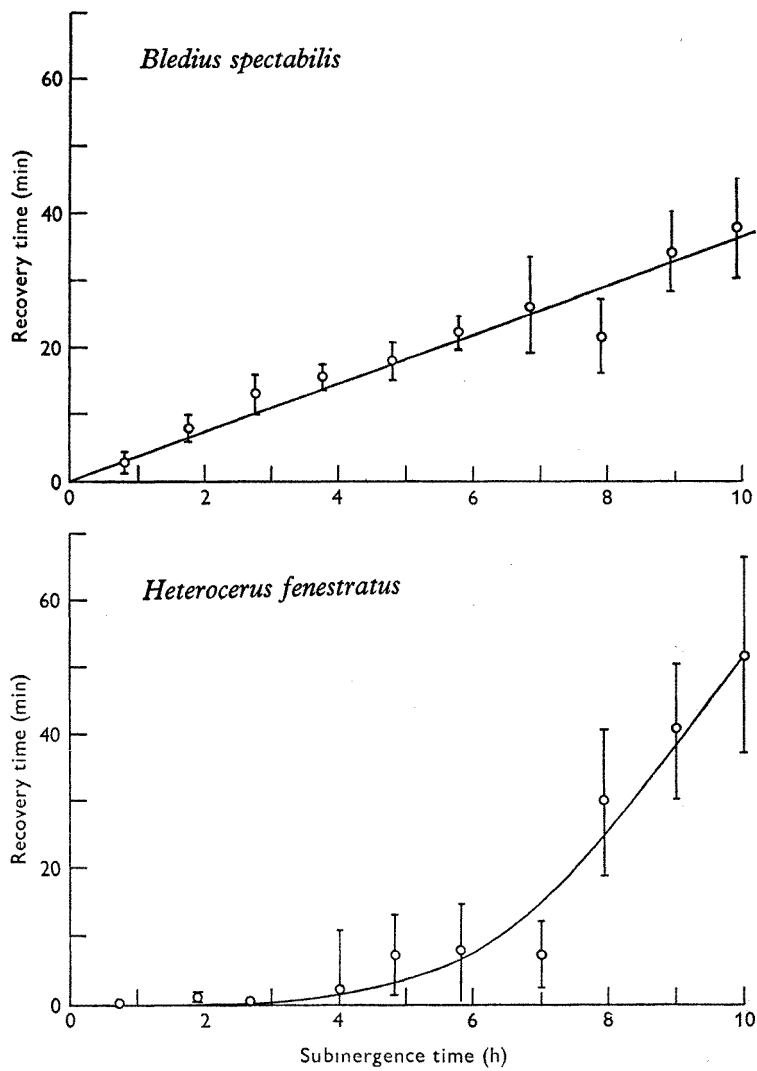 Bledius spectabilis
60
40
20
0
Recovery time (min)
0 2 4 6 8 10
Heterocerus fenestratus
60
40
20
0
Recovery time (min)
0 2 4 6 8 10
Submergence time (h)